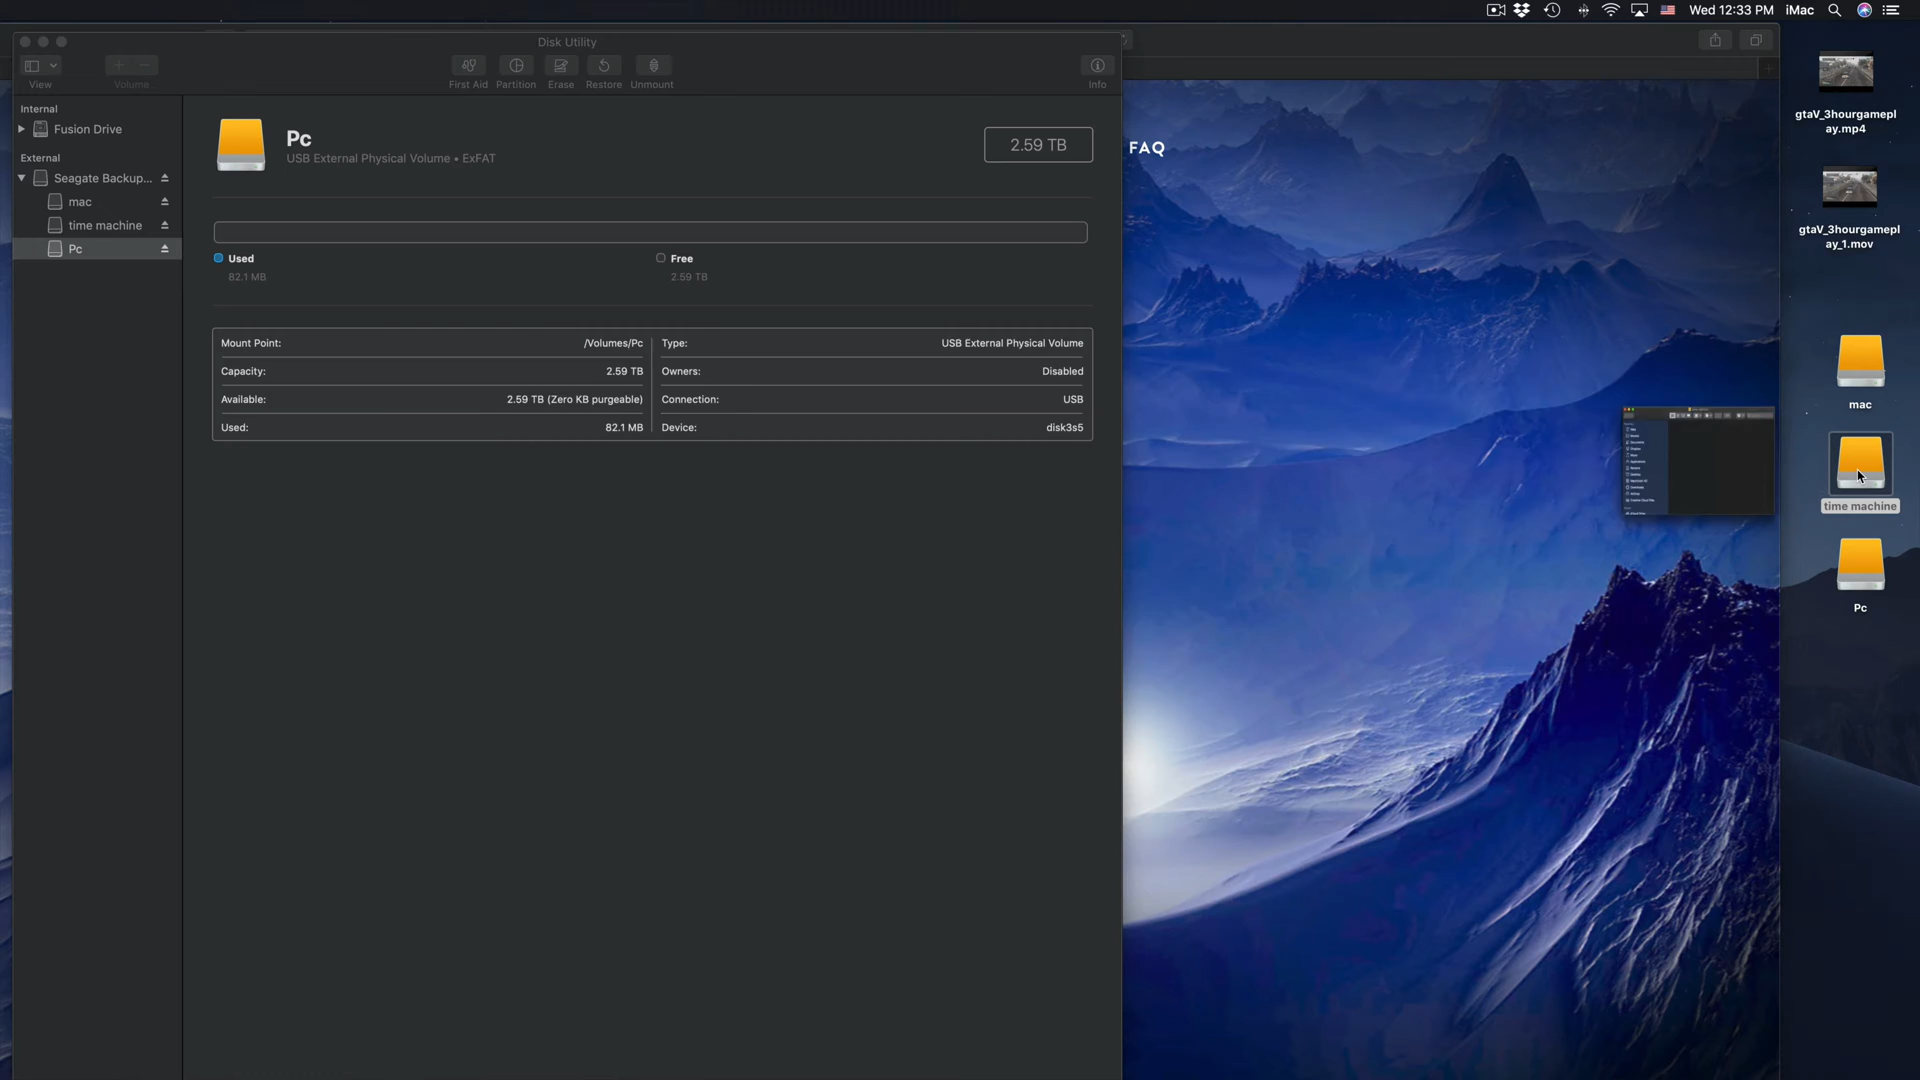 Wed 12:33 PM iMac
Disk Utility
View
Volume
First Aid
Partition
Erase
Restore
Unmount
Info
Internal
Fusion Drive
External
Seagate Backup...
mac
time machine
Pc
Pc
USB External Physical Volume • ExFAT
2.59 TB
Used
82.1 MB
Free
2.59 TB
Mount Point: /Volumes/Pc
Capacity: 2.59 TB
Available: 2.59 TB (Zero KB purgeable)
Used: 82.1 MB
Type: USB External Physical Volume
Owners: Disabled
Connection: USB
Device: disk3s5
FAQ
gtaV_3hourgamepl
ay.mp4
gtaV_3hourgamepl
ay_1.mov
mac
time machine
Pc